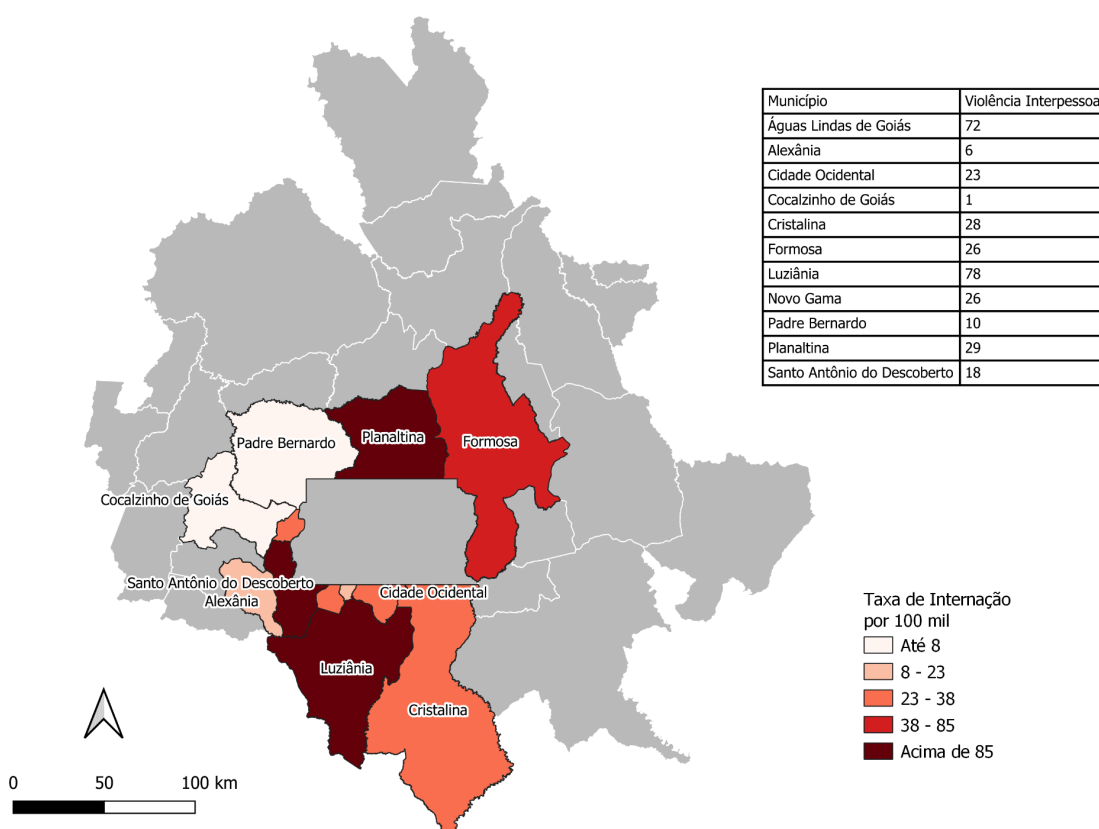 Município Violência Interpessoa
Águas Lindas de Goiás 72
Alexânia 6
Cidade Ocidental 23
Cocalzinho de Goiás 1
Cristalina 28
Formosa 26
Luziânia 78
Novo Gama 26
Padre Bernardo 10
Planaltina 29
Santo Antônio do Descoberto 18
Planaltina
Padre Bernardo
Formosa
Cocalzinho de Goiás
Santo Antônio do Descoberto
Cidade Ocidental
Alexânia
Luziânia
Cristalina
Taxa de Internação
por 100 mil
Até 8
8 - 23
23 - 38
38 - 85
Acima de 85
0 50 100 km